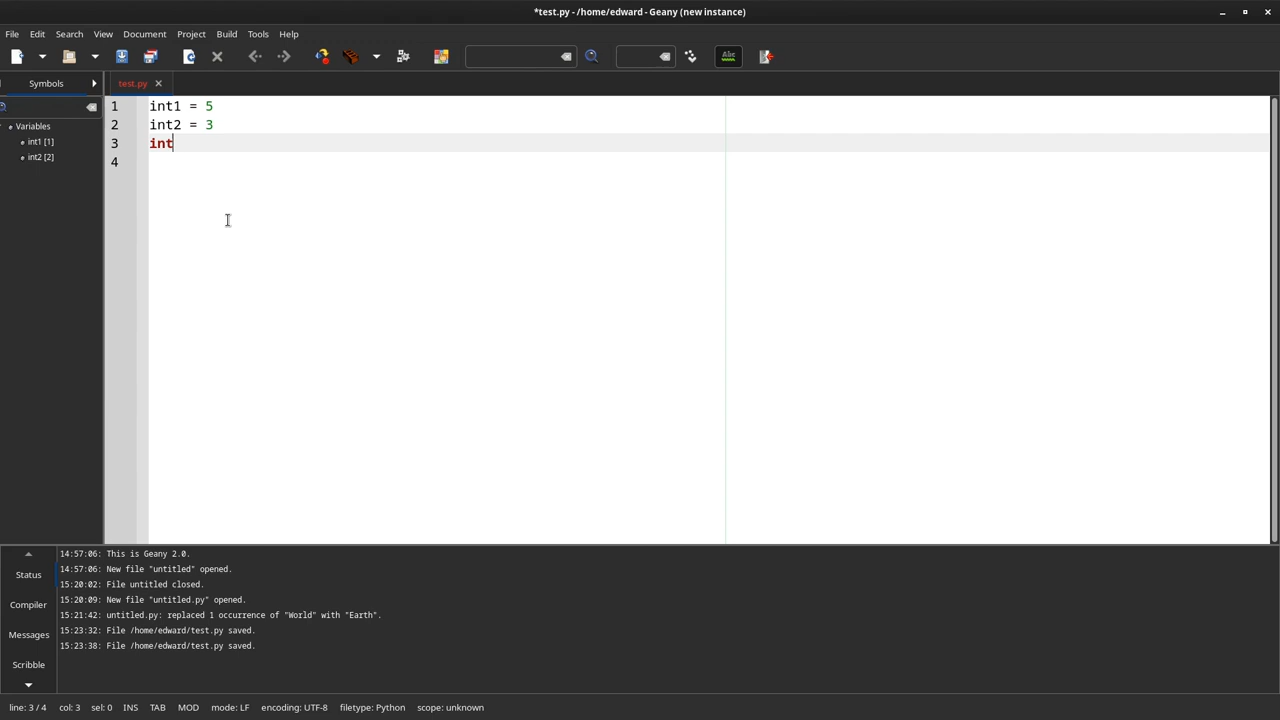 *test.py - /home/edward - Geany (new instance)
File Edit Search View Document Project Build Tools Help
Abc
Symbols
test.py
Variables
int1 [1]
int2 [2]
1 int1 = 5
2 int2 = 3
3 int
4
Status
Compiler
Messages
Scribble
14:57:06: This is Geany 2.0.
14:57:06: New file "untitled" opened.
15:20:02: File untitled closed.
15:20:09: New file "untitled.py" opened.
15:21:42: untitled.py: replaced 1 occurrence of "World" with "Earth".
15:23:32: File /home/edward/test.py saved.
15:23:38: File /home/edward/test.py saved.
line: 3 / 4 col: 3 sel: 0 INS TAB MOD mode: LF encoding: UTF-8 filetype: Python scope: unknown